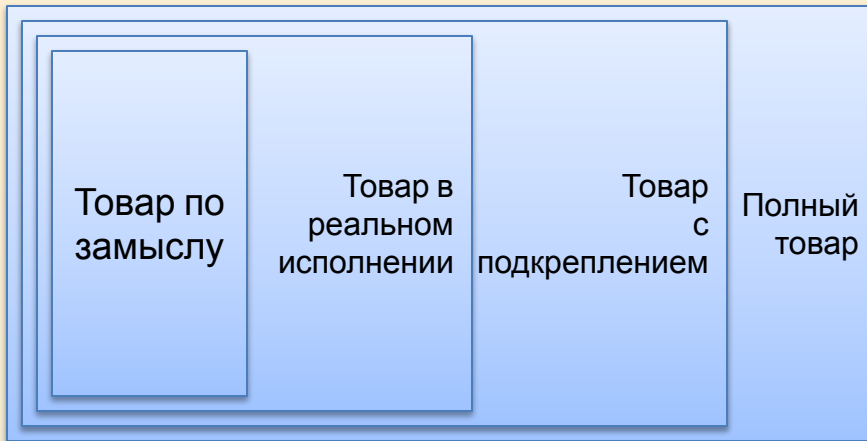 Товар по
замыслу
Товар в
реальном
исполнении
Товар
с
подкреплением
Полный
товар